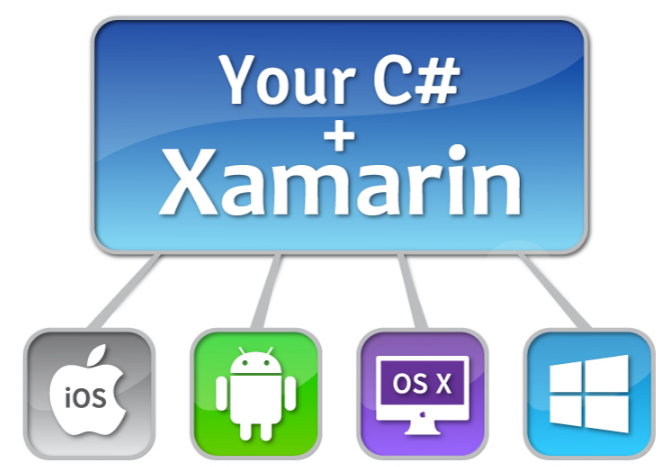 Your C#
+
Xamarin
iOS
OS X